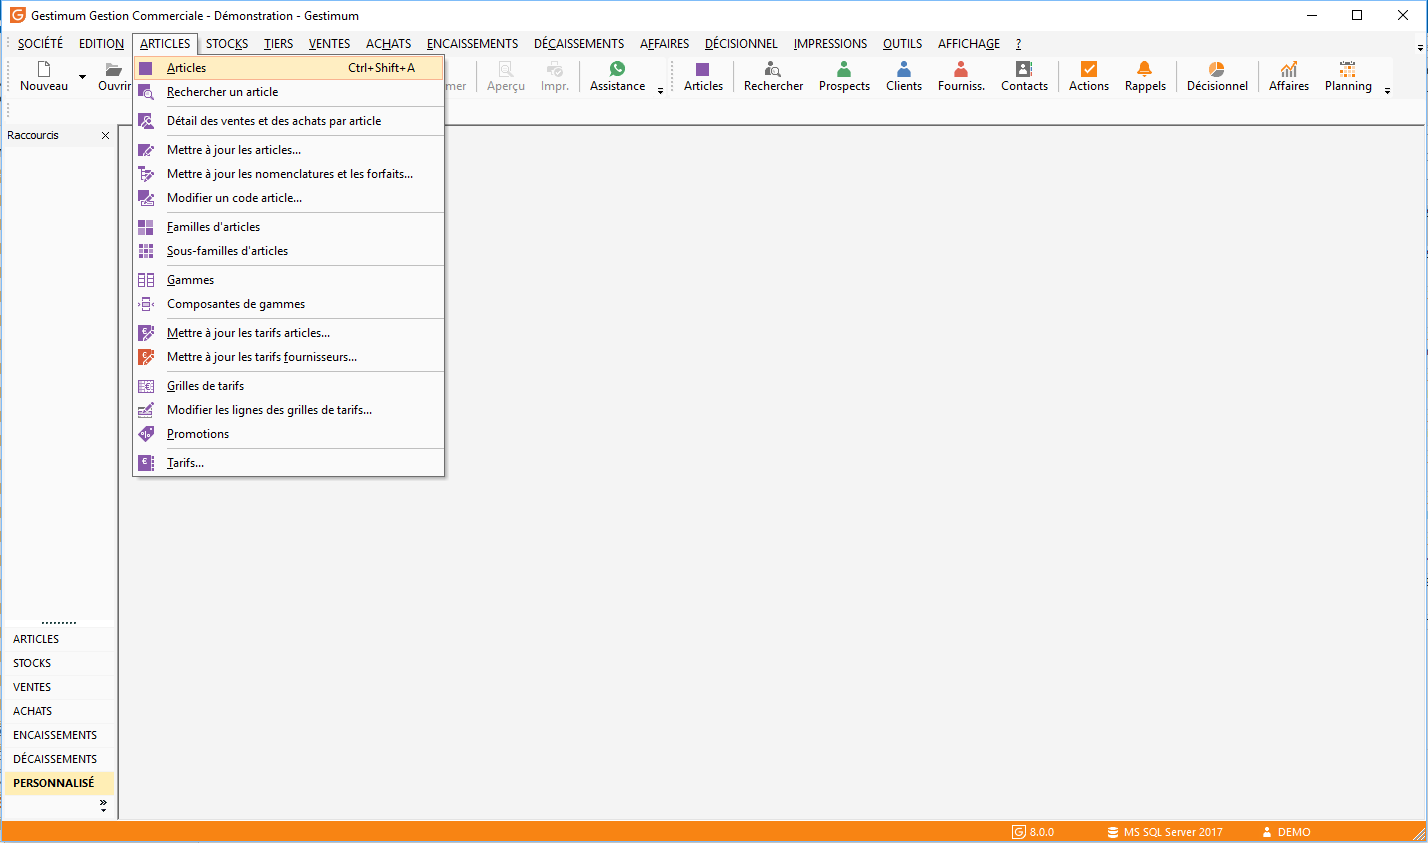 Gestimum Gestion Commerciale - Démonstration - Gestimum
SOCIÉTÉ EDITION ARTICLES STOCKS TIERS VENTES ACHATS ENCAISSEMENTS DÉCAISSEMENTS AFFAIRES DÉCISIONNEL IMPRESSIONS OUTILS AFFICHAGE ?
Nouveau Ouvrir mer Aperçu Impr. Assistance Articles Rechercher Prospects Clients Fourniss. Contacts Actions Rappels Décisionnel Affaires Planning
Articles Ctrl+Shift+A
Rechercher un article
Détail des ventes et des achats par article
Mettre à jour les articles...
Mettre à jour les nomenclatures et les forfaits...
Modifier un code article...
Familles d'articles
Sous-familles d'articles
Gammes
Composantes de gammes
Mettre à jour les tarifs articles...
Mettre à jour les tarifs fournisseurs...
Grilles de tarifs
Modifier les lignes des grilles de tarifs...
Promotions
Tarifs...
Raccourcis
ARTICLES
STOCKS
VENTES
ACHATS
ENCAISSEMENTS
DÉCAISSEMENTS
PERSONNALISÉ
8.0.0 MS SQL Server 2017 DEMO